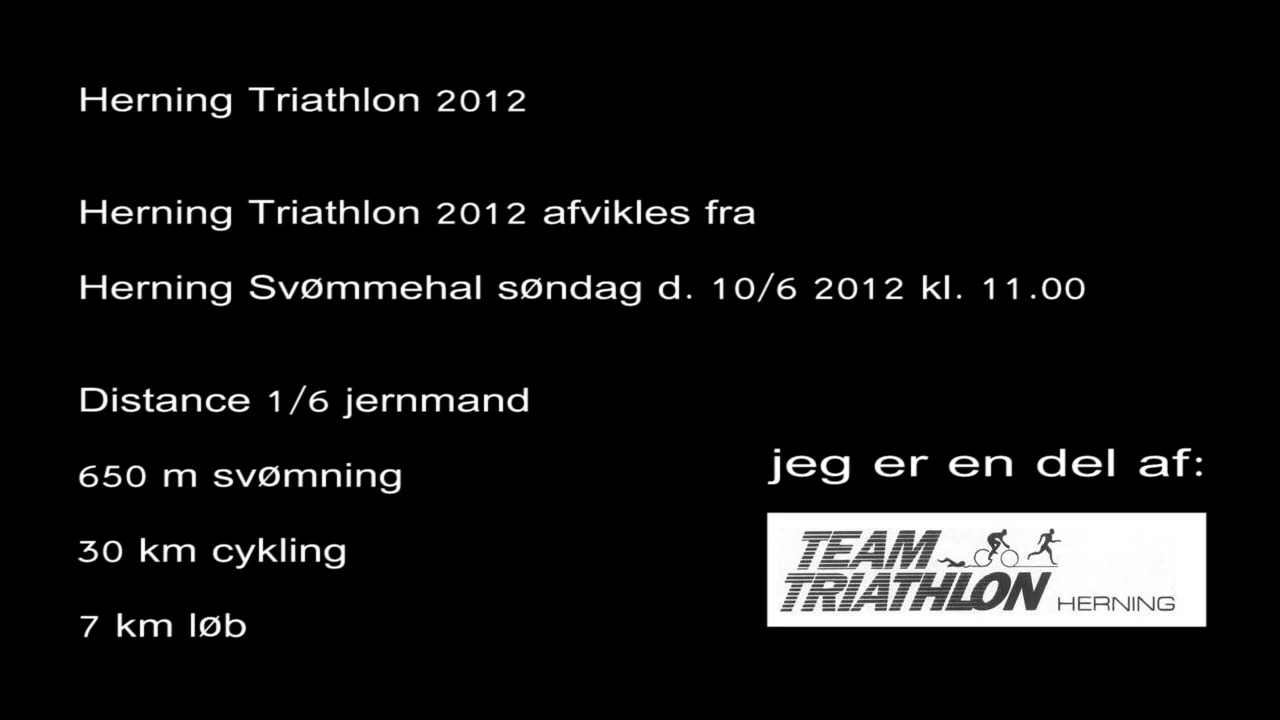 Herning Triathlon 2012
Herning Triathlon 2012 afvikles fra
Herning Svømmehal søndag d. 10/6 2012 kl. 11.00
Distance 1/6 jernmand
650 m svømning
30 km cykling
7 km løb
jeg er en del af:
TEAM
TRIATHLON HERNING